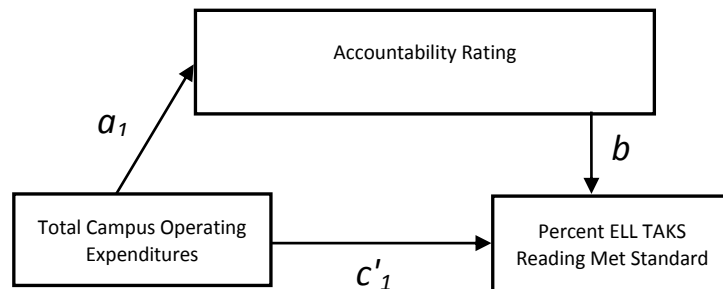 Accountability Rating
a₁
b
Total Campus Operating
Expenditures
Percent ELL TAKS
Reading Met Standard
c'₁